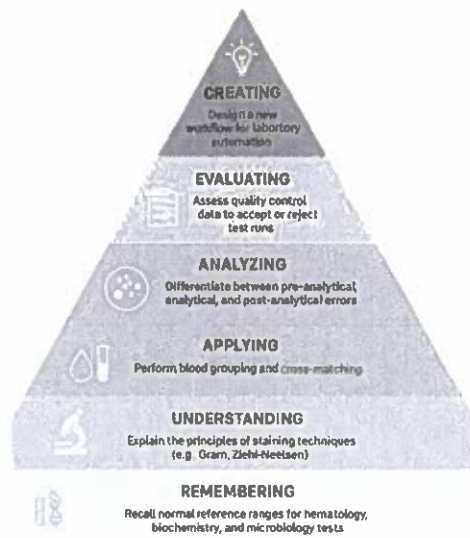 CREATING
Design a new
workflow for labortory
automation
EVALUATING
Assess quality control
data to accept or reject
test runs
ANALYZING
Differentiate between pre-analytical,
analytical, and post-analytical errors
APPLYING
Perform blood grouping and cross-matching
UNDERSTANDING
Explain the principles of staining techniques
(e.g. Gram, Ziehl-Neelsen)
REMEMBERING
Recall normal reference ranges for hematology,
biochemistry, and microbiology tests